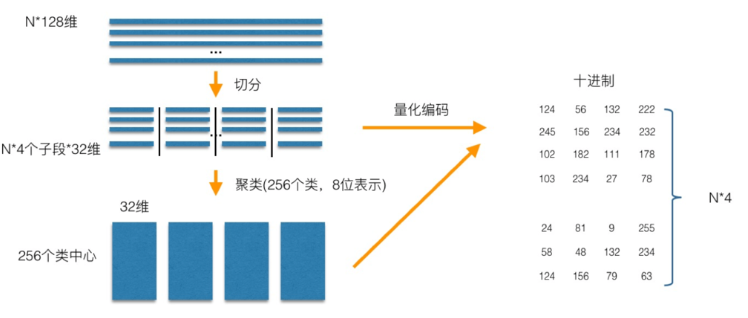 N*128维
...
切分
...
N*4个子段*32维
聚类(256个类，8位表示)
32维
256个类中心
量化编码
十进制
124 56 132 222
245 156 234 232
102 182 111 178
103 234 27 78
24 81 9 255
58 48 132 234
124 156 79 63
N*4